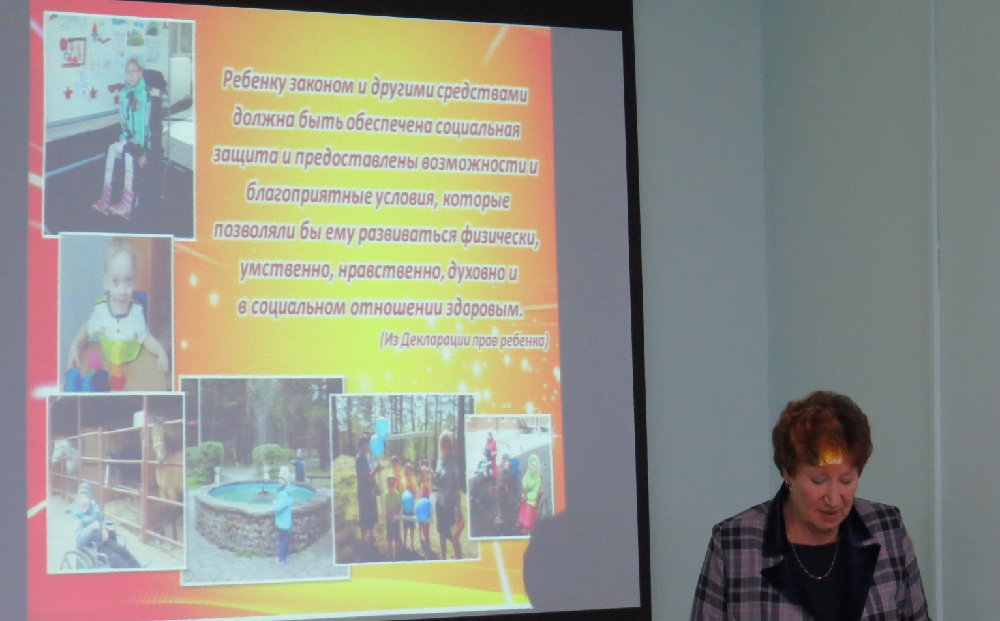 Ребенку законом и другими средствами
должна быть обеспечена социальная
защита и предоставлены возможности и
благоприятные условия, которые
позволяли бы ему развиваться физически,
умственно, нравственно, духовно и
в социальном отношении здоровым.
(Из Декларации прав ребенка)